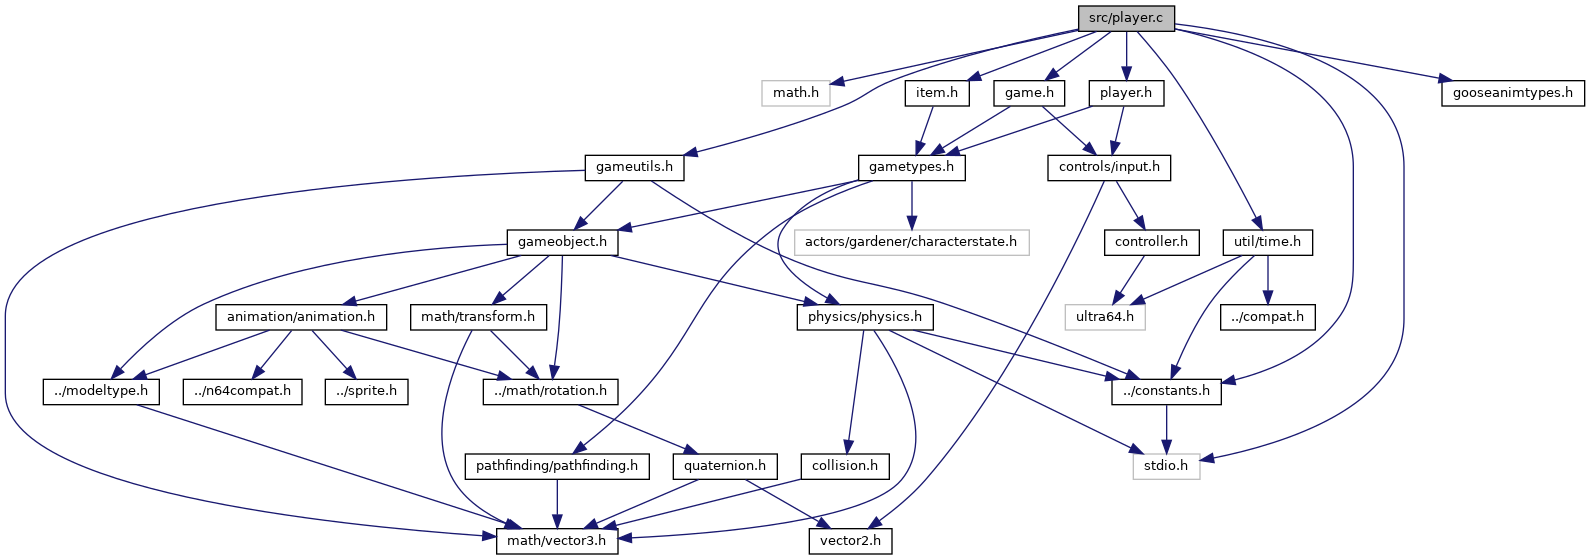 src/player.c
math.h
item.h
game.h
player.h
gooseanimtypes.h
gameutils.h
gametypes.h
controls/input.h
gameobject.h
actors/gardener/characterstate.h
controller.h
util/time.h
animation/animation.h
math/transform.h
physics/physics.h
ultra64.h
../compat.h
../modeltype.h
../n64compat.h
../sprite.h
../math/rotation.h
../constants.h
pathfinding/pathfinding.h
quaternion.h
collision.h
stdio.h
math/vector3.h
vector2.h